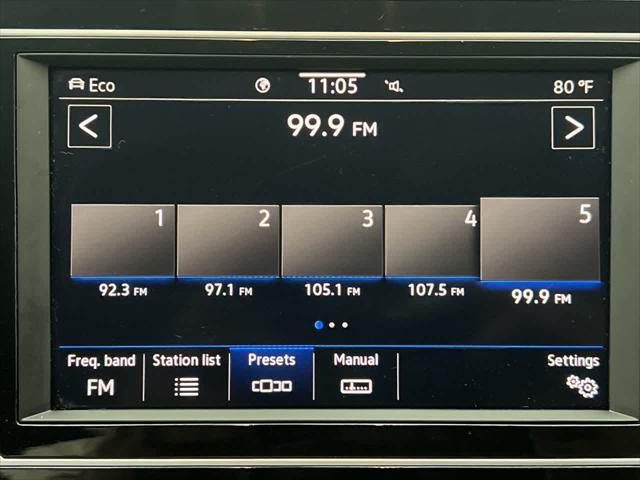 Eco 11:05 80 °F
99.9 FM
1 2 3 4 5
92.3 FM 97.1 FM 105.1 FM 107.5 FM 99.9 FM
Freq. band Station list Presets Manual Settings
FM